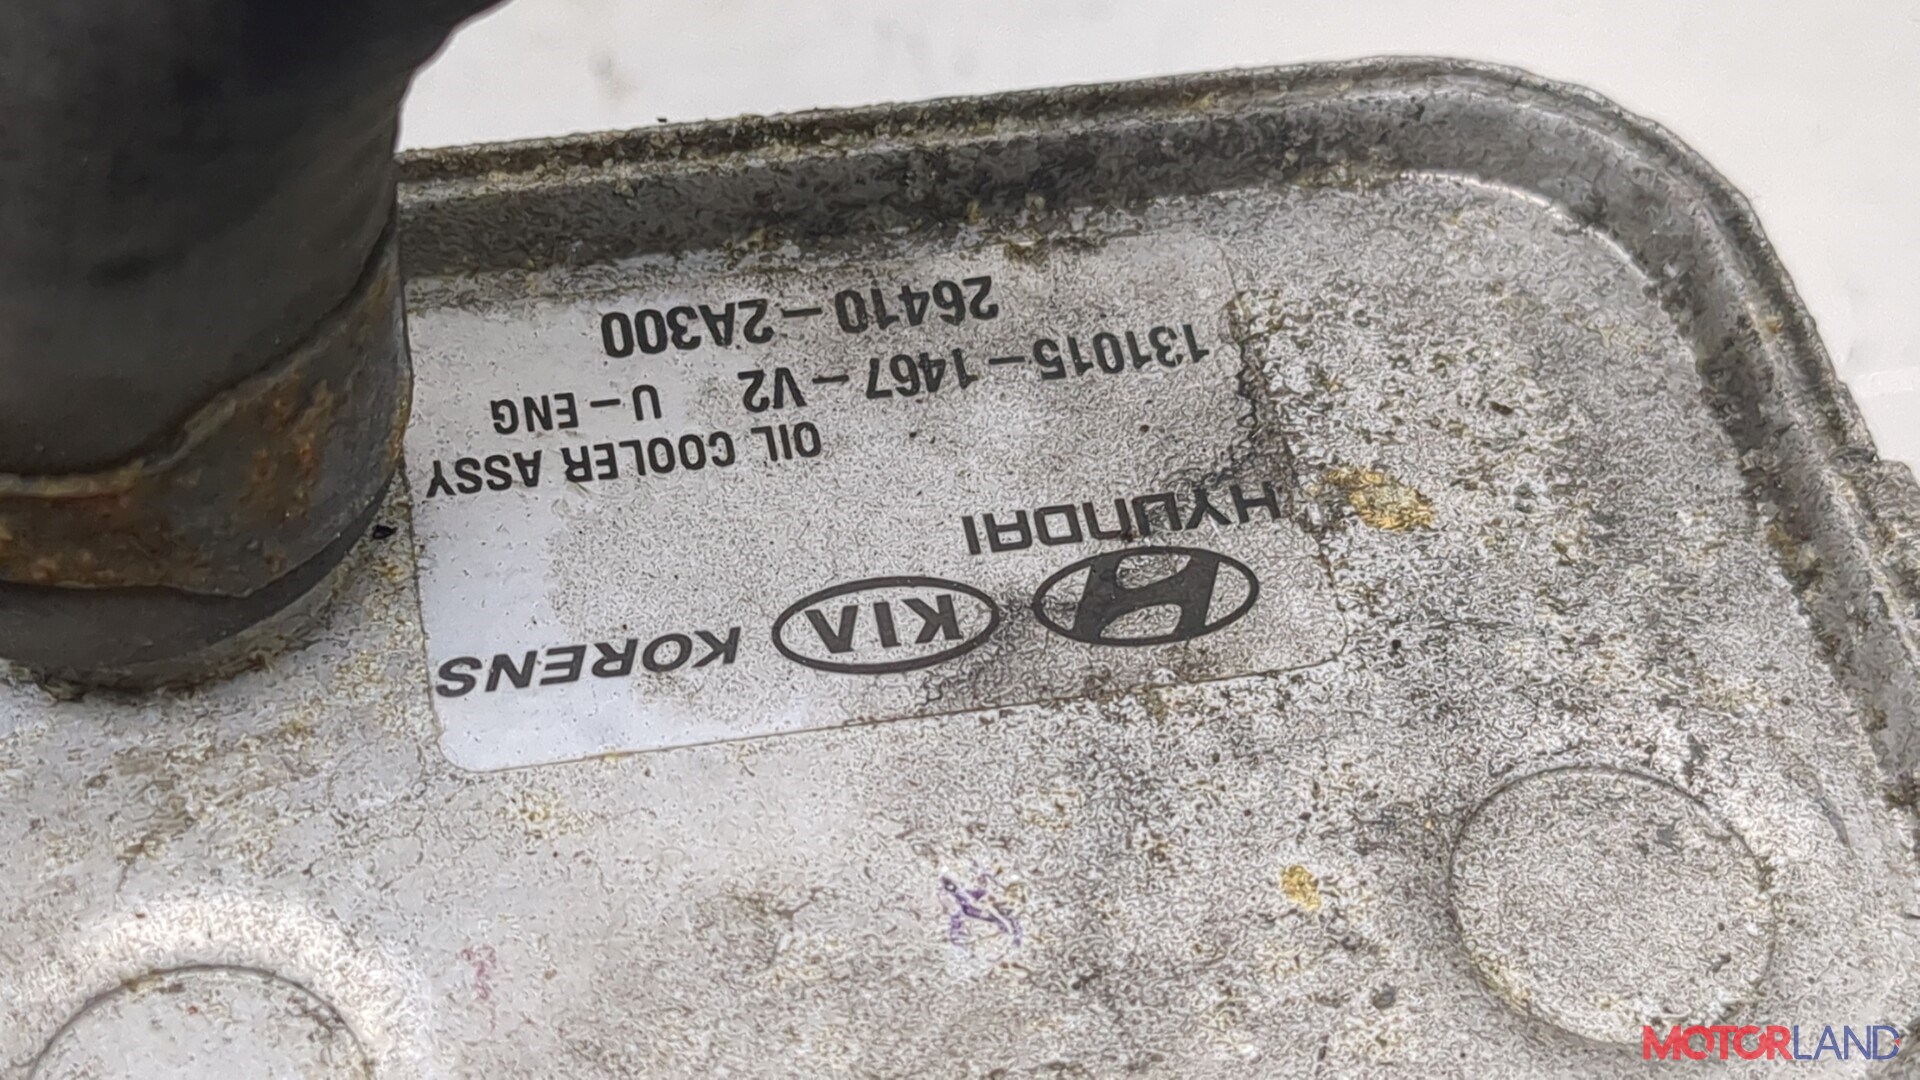 HYUNDAI KIA KORENS
OIL COOLER ASSY
131015-1467-V2 U-ENG
26410-2A300
MOTORLAND